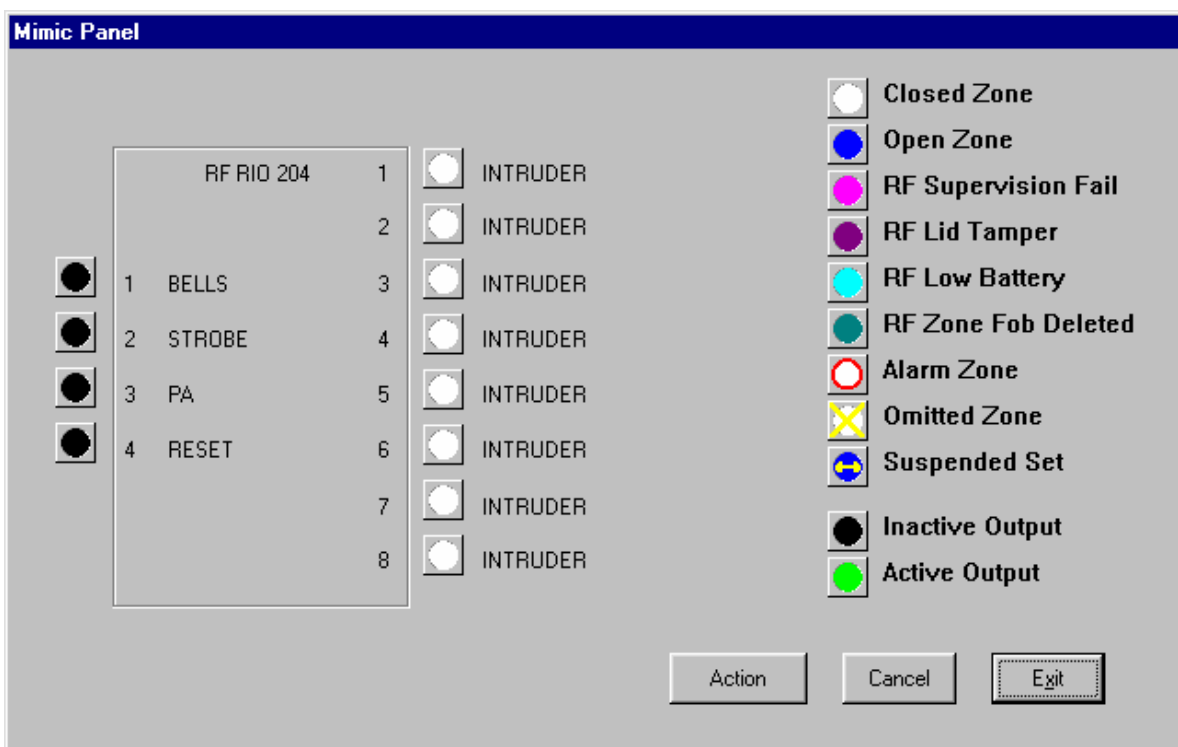 Mimic Panel
RF RIO 204
1 INTRUDER
2 INTRUDER
1 BELLS 3 INTRUDER
2 STROBE 4 INTRUDER
3 PA 5 INTRUDER
4 RESET 6 INTRUDER
7 INTRUDER
8 INTRUDER
Closed Zone
Open Zone
RF Supervision Fail
RF Lid Tamper
RF Low Battery
RF Zone Fob Deleted
Alarm Zone
Omitted Zone
Suspended Set
Inactive Output
Active Output
Action Cancel Exit